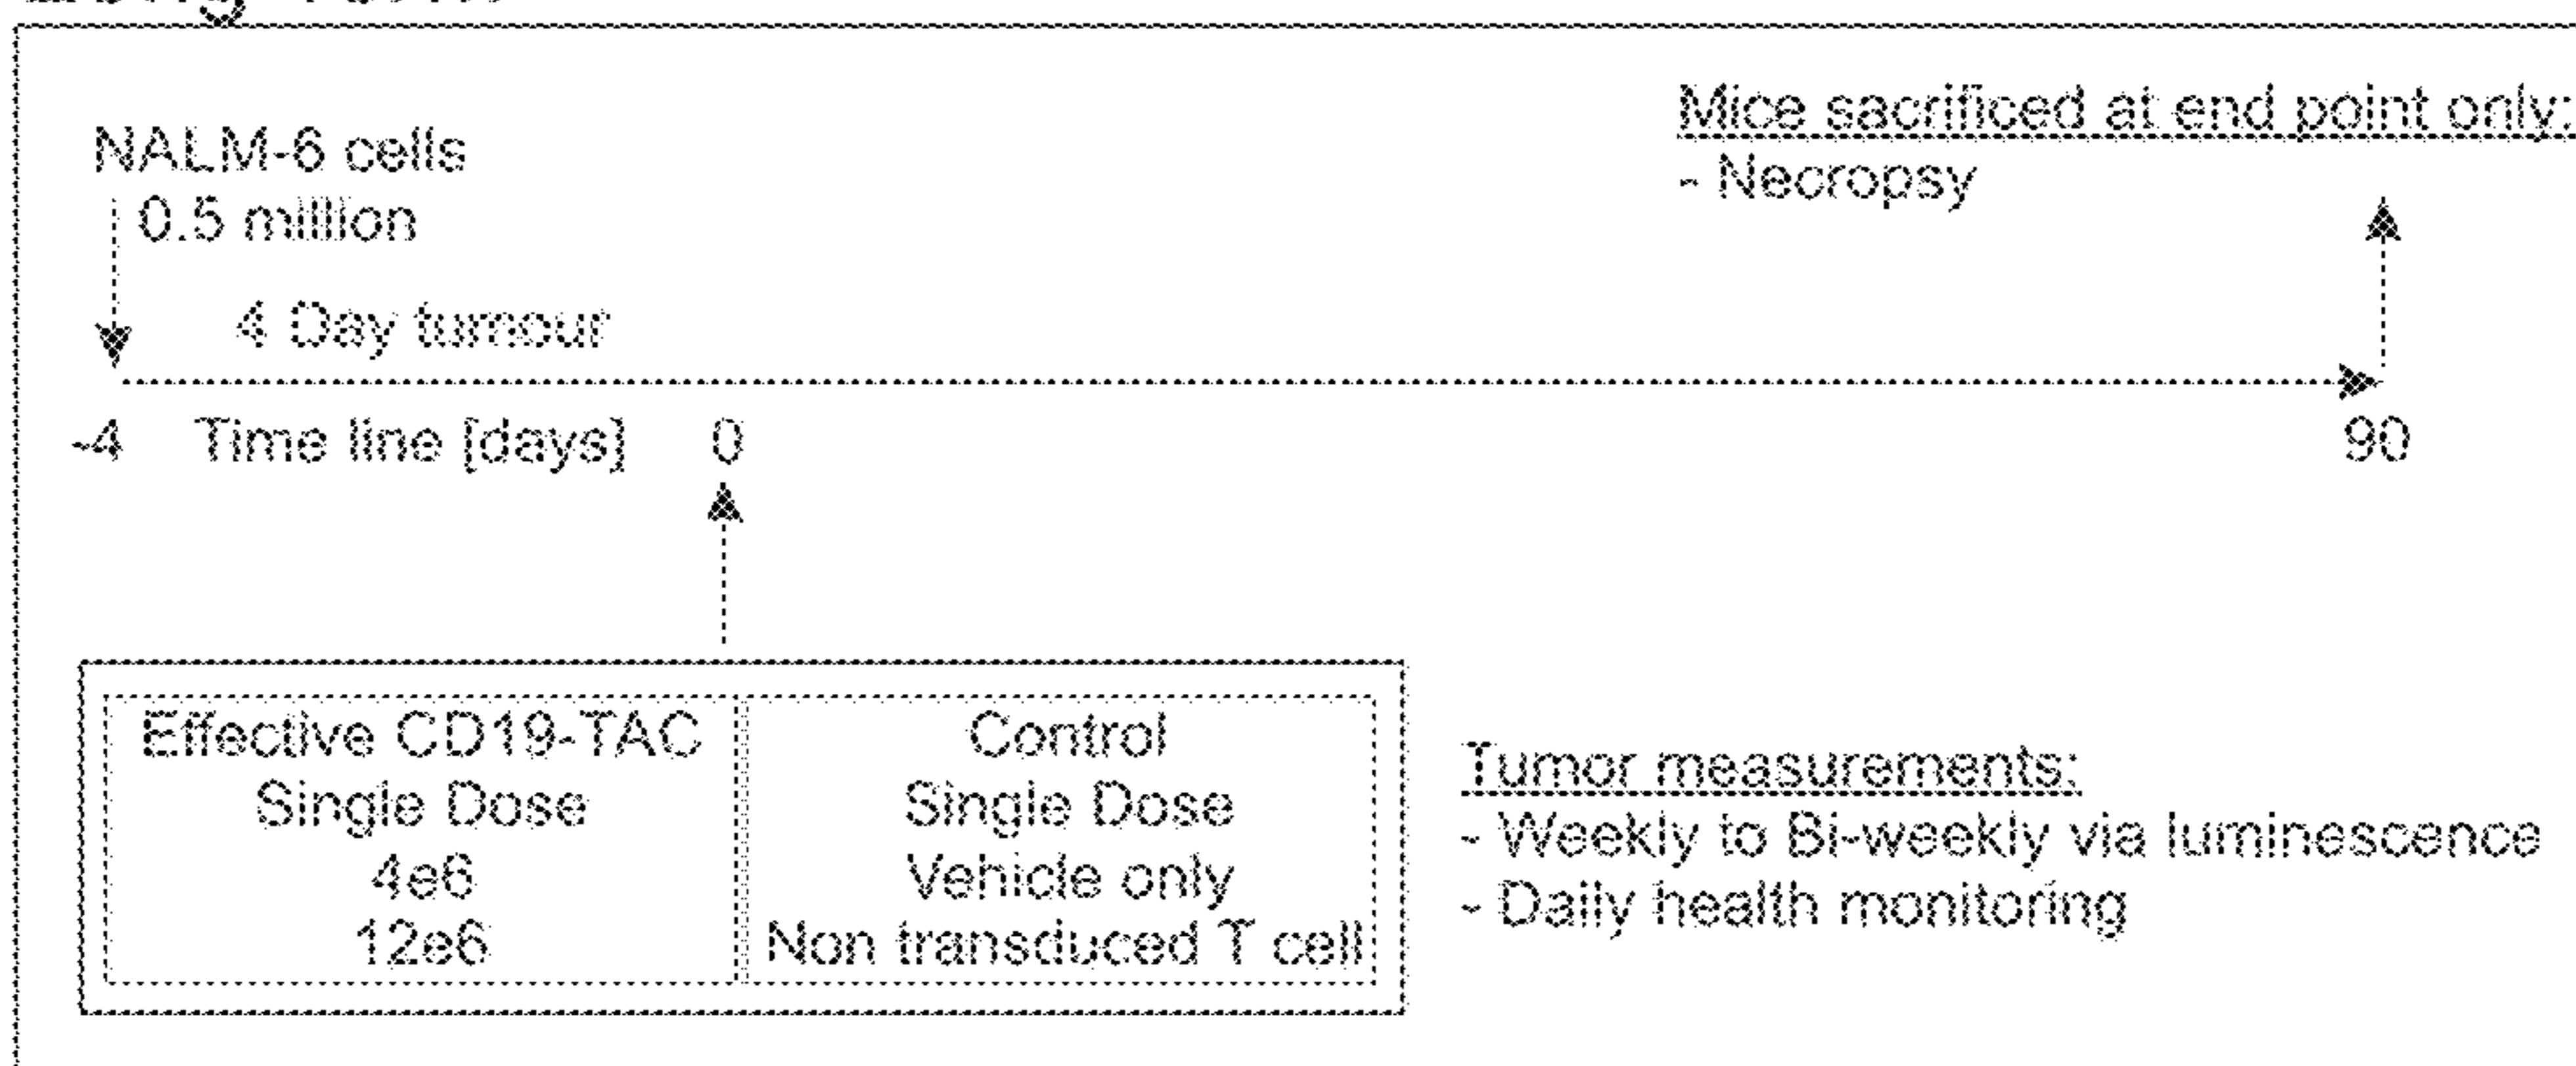 NALM-6 cells
0.5 million
4 Day tumour
Mice sacrificed at end point only:
- Necropsy
-4 Time line [days] 0 90
Effective CD19-TAC
Single Dose
4e6
12e6
Control
Single Dose
Vehicle only
Non transduced T cell
Tumor measurements:
- Weekly to Bi-weekly via luminescence
- Daily health monitoring